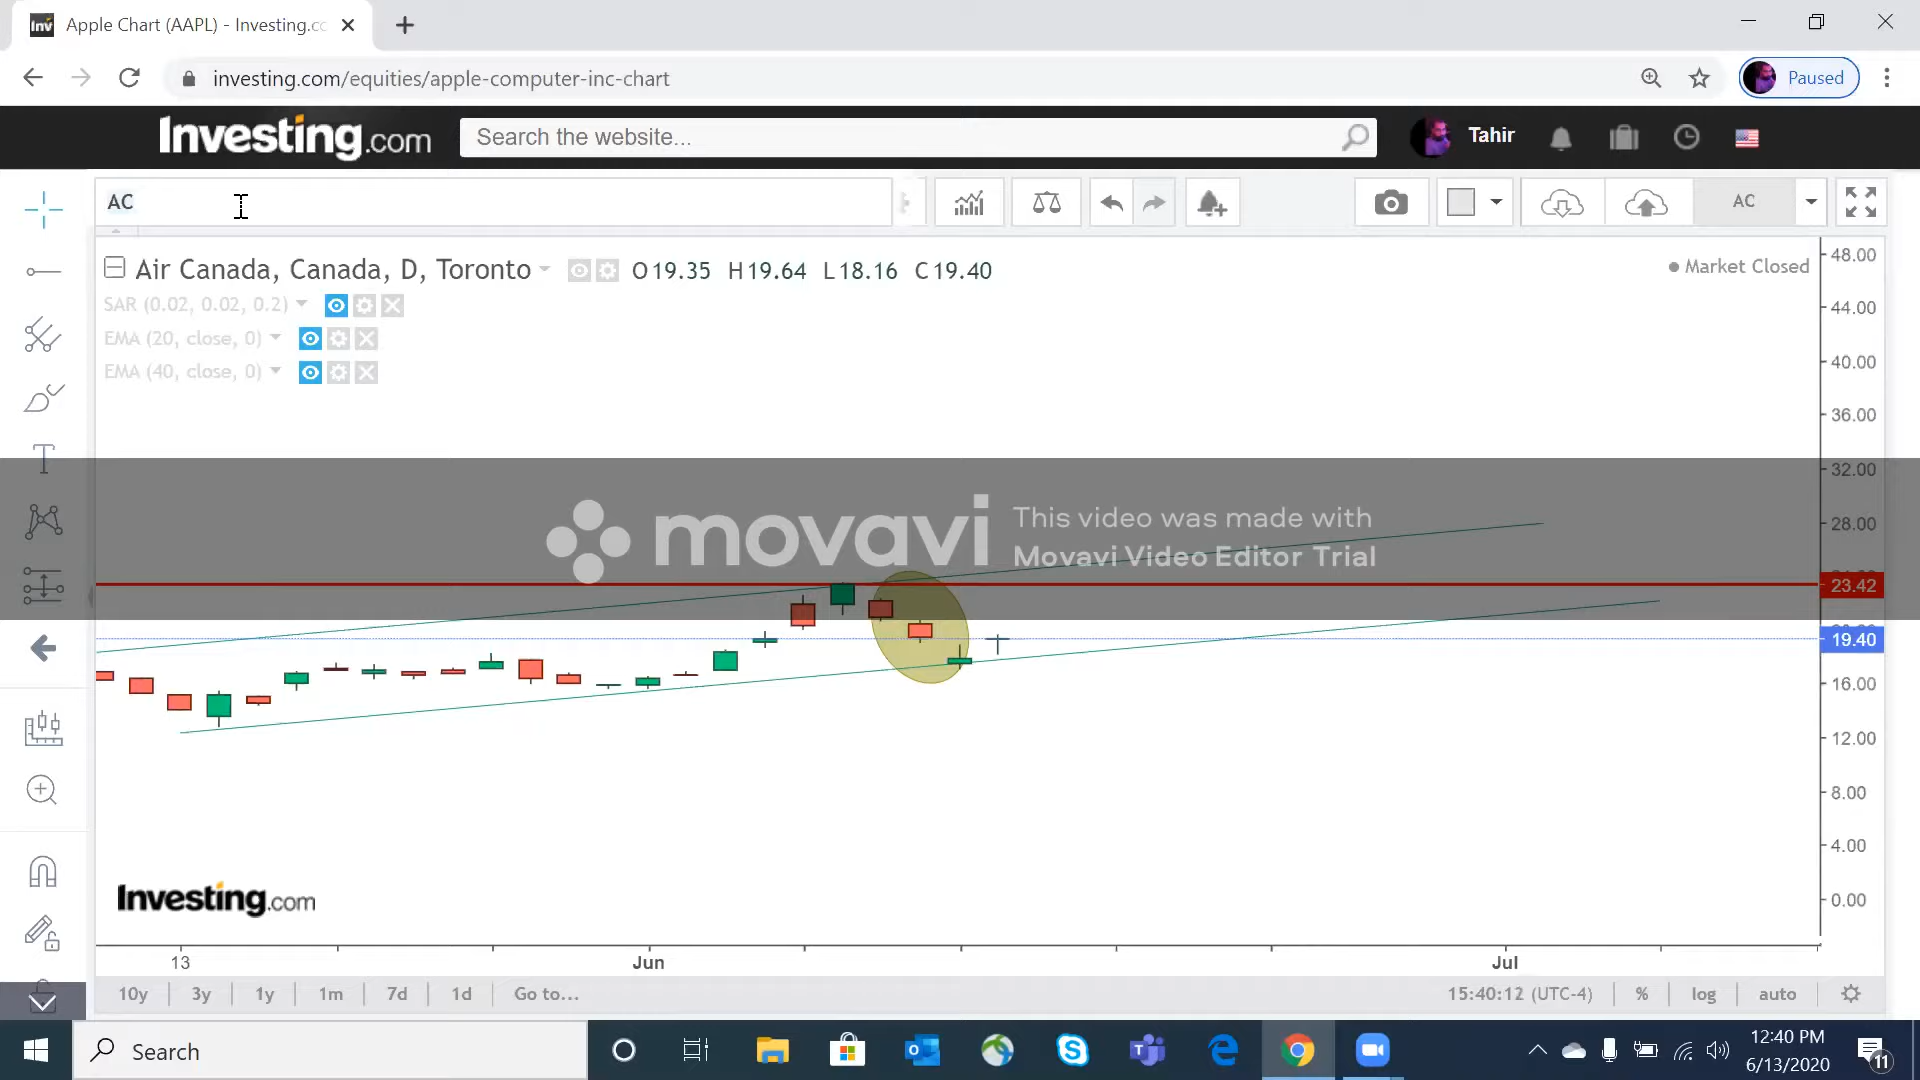 Inv Apple Chart (AAPL) - Investing.cc
investing.com/equities/apple-computer-inc-chart
Paused
Investing.com
Search the website...
Tahir
AC
AC
Air Canada, Canada, D, Toronto
O19.35 H19.64 L18.16 C19.40
Market Closed
SAR (0.02, 0.02, 0.2)
EMA (20, close, 0)
EMA (40, close, 0)
48.00
44.00
40.00
36.00
32.00
28.00
23.42
19.40
16.00
12.00
8.00
4.00
0.00
movavi
This video was made with
Movavi Video Editor Trial
Investing.com
13 Jun Jul
10y 3y 1y 1m 7d 1d Go to...
15:40:12 (UTC-4) % log auto
Search
12:40 PM
6/13/2020
11